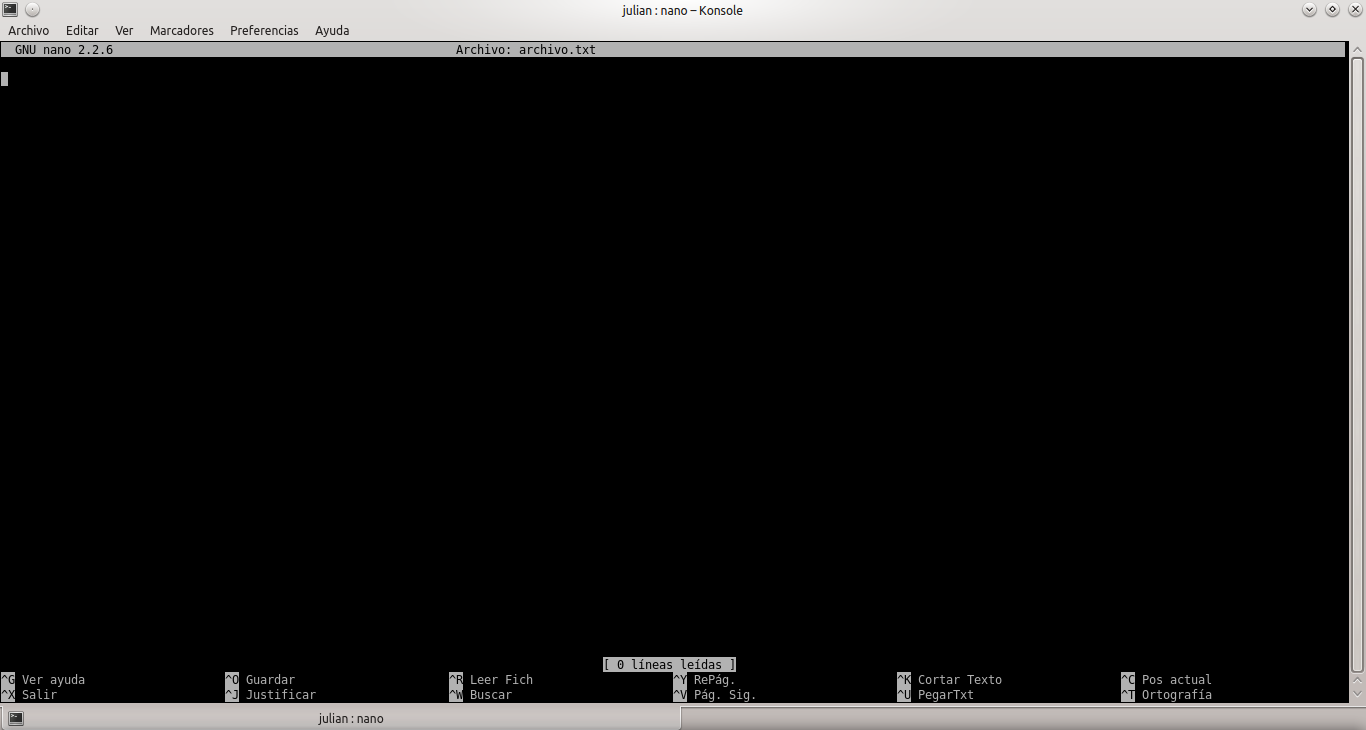 julian : nano – Konsole
Archivo Editar Ver Marcadores Preferencias Ayuda
GNU nano 2.2.6 Archivo: archivo.txt
[ 0 líneas leídas ]
^G Ver ayuda ^O Guardar ^R Leer Fich ^Y RePág. ^K Cortar Texto ^C Pos actual
^X Salir ^J Justificar ^W Buscar ^V Pág. Sig. ^U PegarTxt ^T Ortografía
julian : nano